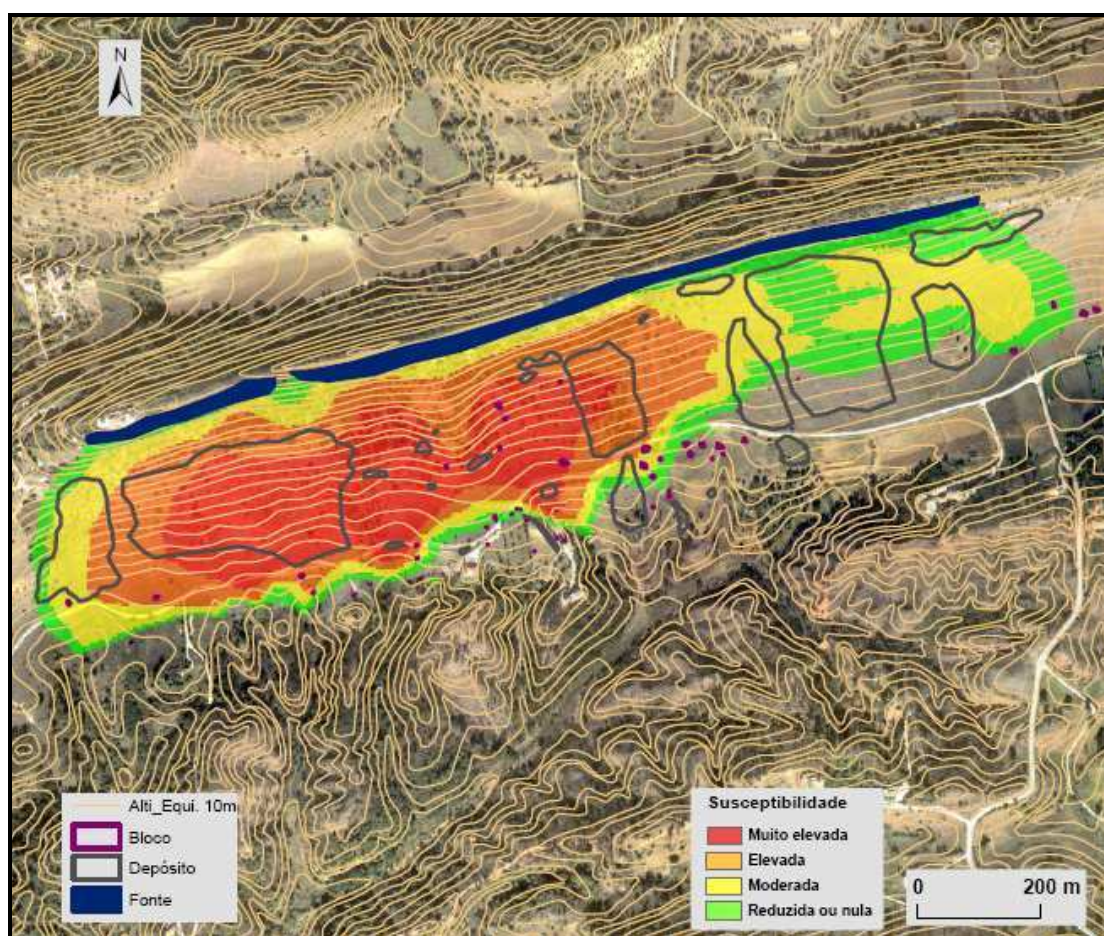 N
Alti_Equi. 10m
Bloco
Depósito
Fonte
Susceptibilidade
Muito elevada
Elevada
Moderada
Reduzida ou nula
0 200 m